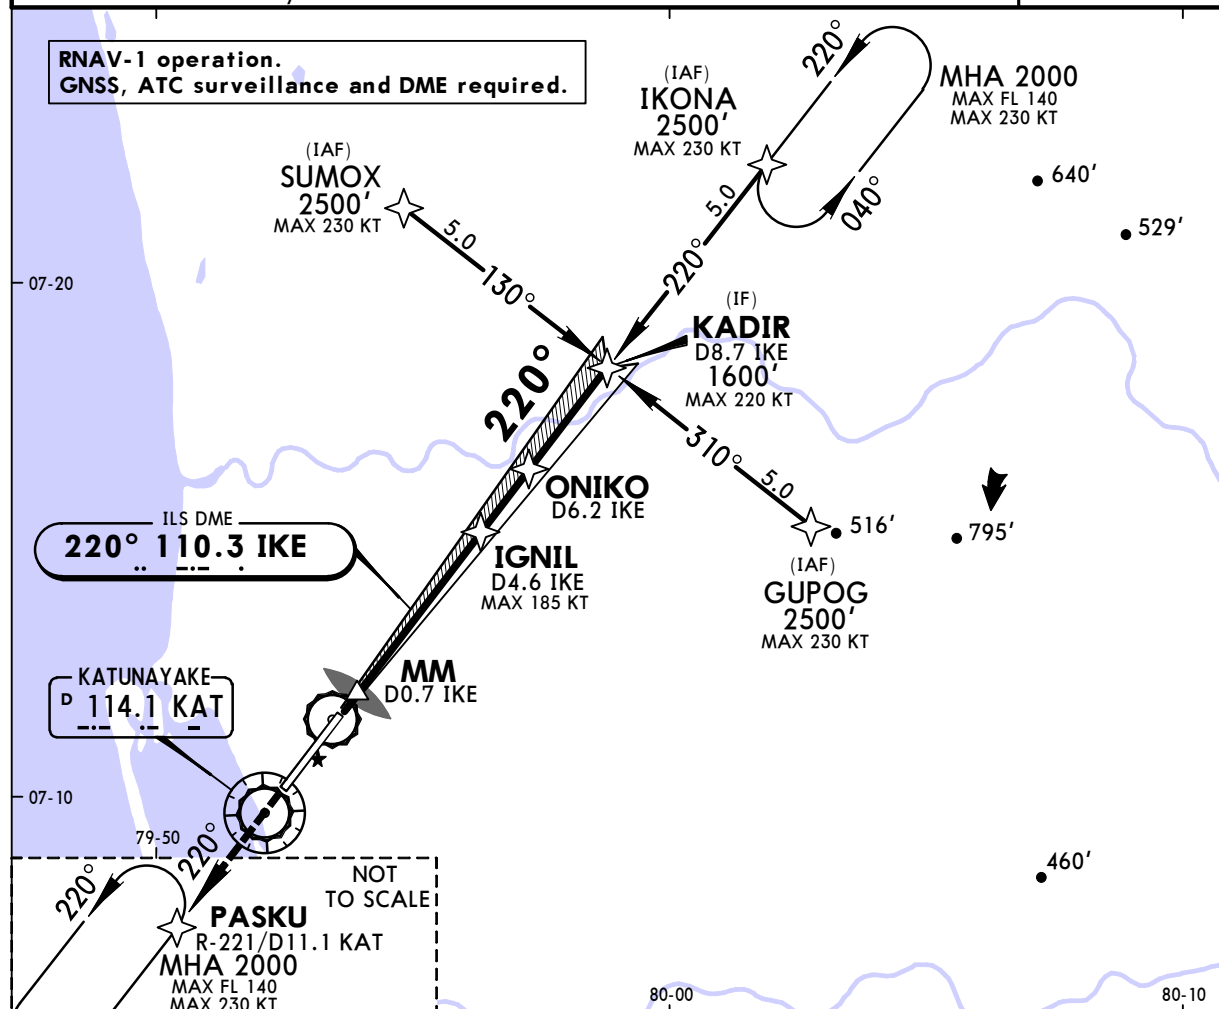 RNAV-1 operation.
GNSS, ATC surveillance and DME required.
220°
(IAF)
IKONA
2500'
MAX 230 KT
MHA 2000
MAX FL 140
MAX 230 KT
040°
640'
529'
(IAF)
SUMOX
2500'
MAX 230 KT
5.0
130°
5.0
220°
07-20
(IF)
KADIR
D8.7 IKE
1600'
MAX 220 KT
220°
310°
5.0
ONIKO
D6.2 IKE
516'
795'
ILS DME
220° 110.3 IKE
IGNIL
D4.6 IKE
MAX 185 KT
(IAF)
GUPOG
2500'
MAX 230 KT
KATUNAYAKE
D 114.1 KAT
MM
D0.7 IKE
07-10
79-50
220°
220°
NOT
TO SCALE
460'
PASKU
R-221/D11.1 KAT
MHA 2000
MAX FL 140
MAX 230 KT
80-00
80-10